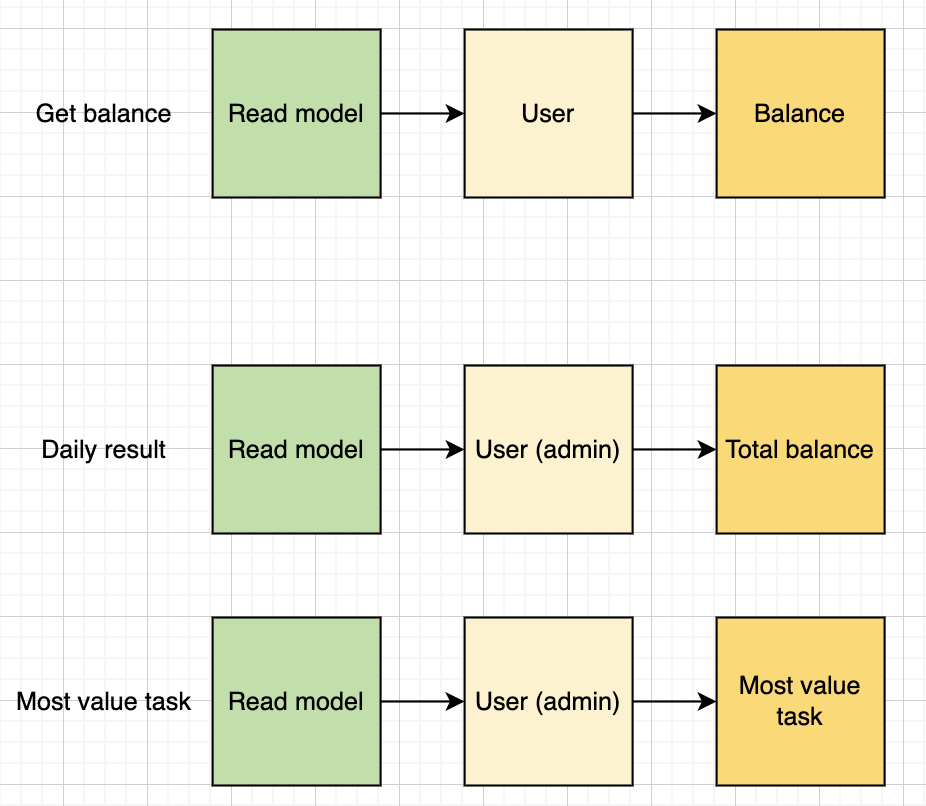 Get balance
Read model
User
Balance
Daily result
Read model
User (admin)
Total balance
Most value task
Read model
User (admin)
Most value
task